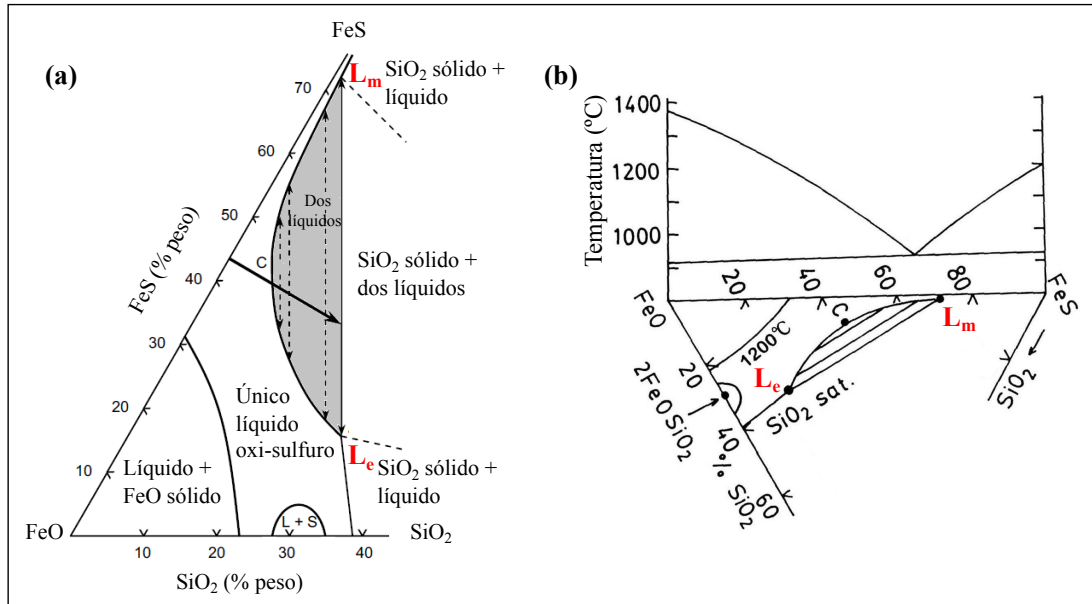 (a)
FeS
70
60
50
40
30
20
10
FeS (% peso)
Lm
SiO2 sólido +
líquido
Dos
líquidos
C
SiO2 sólido +
dos líquidos
Único
líquido
oxi-sulfuro
Le
SiO2 sólido +
líquido
Líquido +
FeO sólido
L + S
FeO
SiO2
10
20
30
40
SiO2 (% peso)
(b)
Temperatura (ºC)
1400
1200
1000
20
40
60
80
FeO
FeS
Lm
C
1200ºC
Le
SiO2 sat.
20
2FeOSiO2
40
% SiO2
60
SiO2